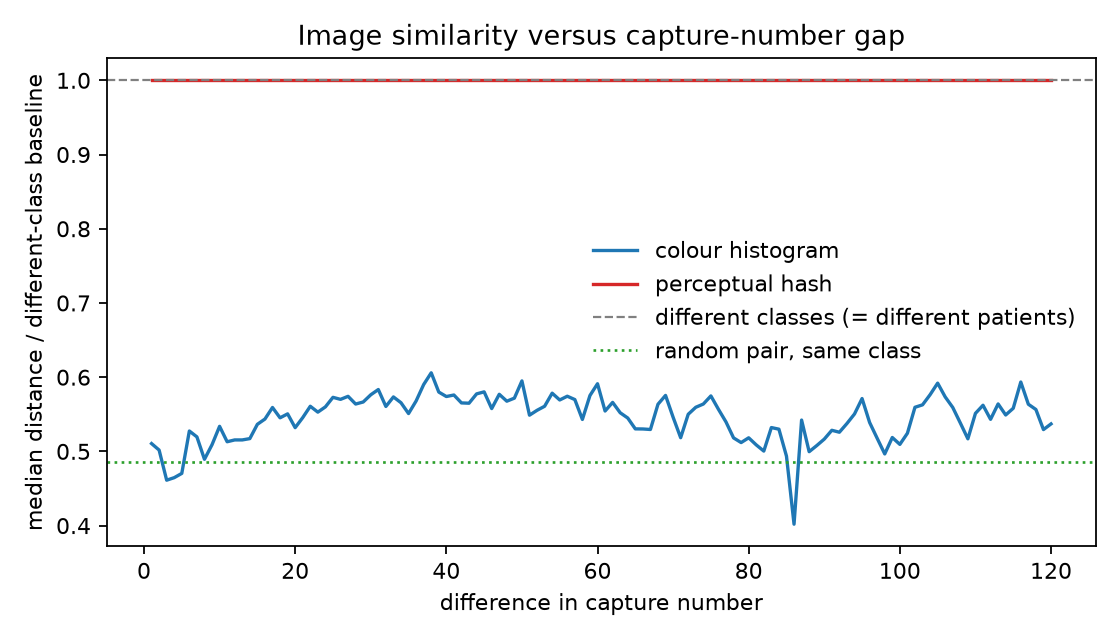 Image similarity versus capture-number gap
median distance / different-class baseline
1.0
0.9
0.8
0.7
0.6
0.5
0.4
colour histogram
perceptual hash
different classes (= different patients)
random pair, same class
0 20 40 60 80 100 120
difference in capture number